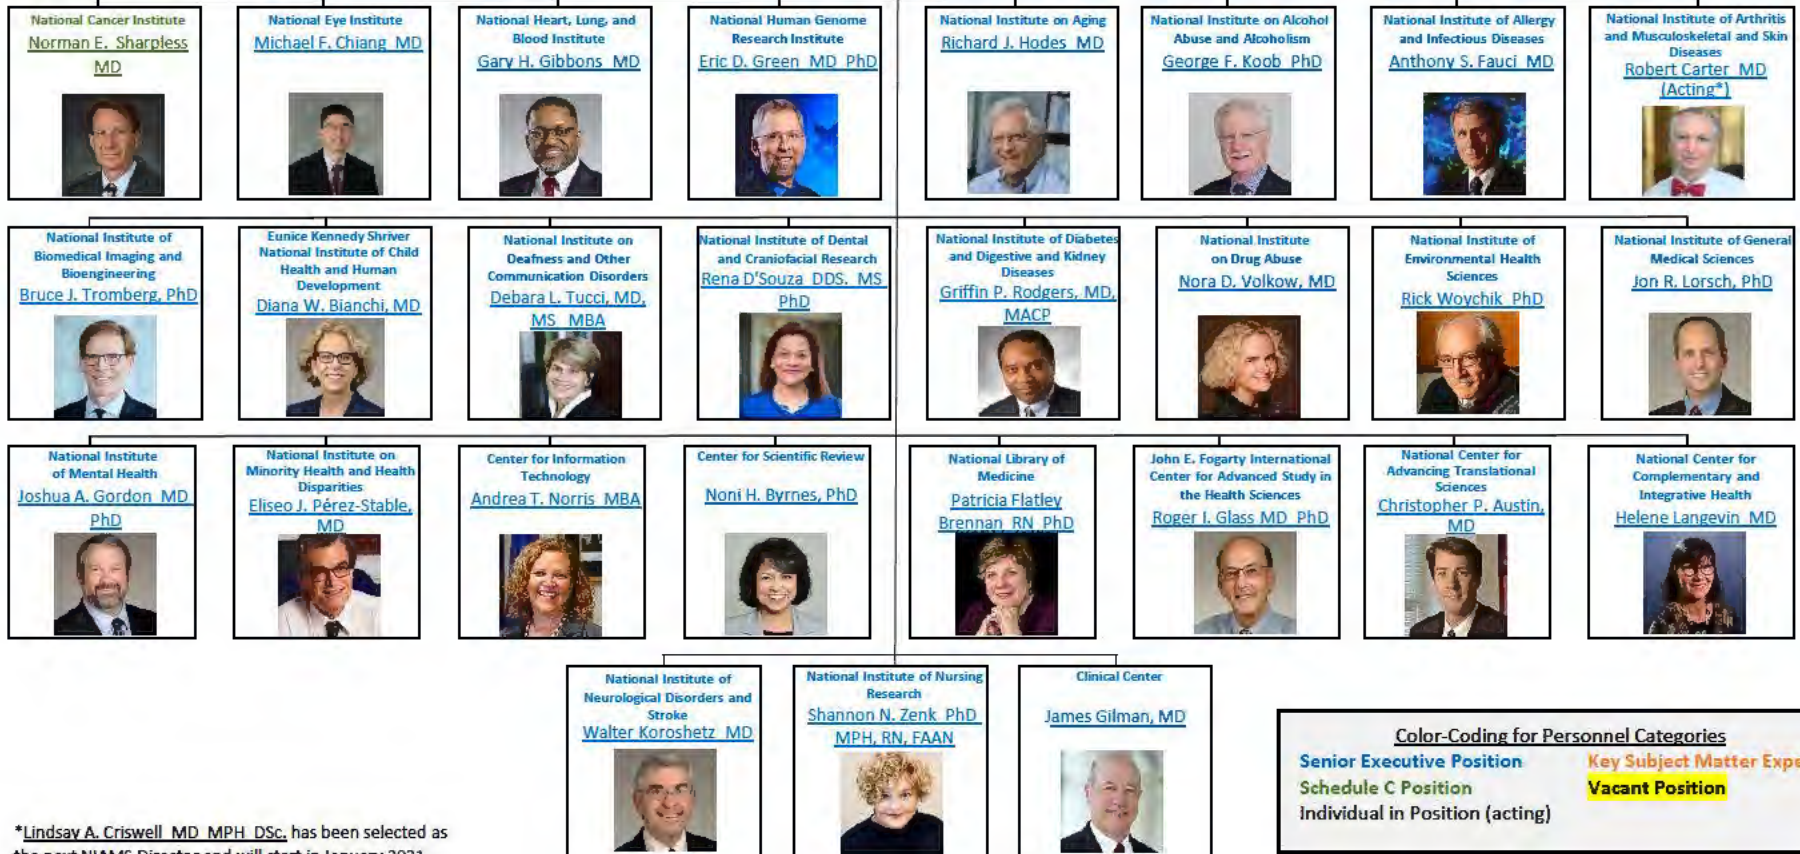 National Cancer Institute
Norman E. Sharpless
MD
National Eye Institute
Michael F. Chiang MD
National Heart, Lung, and
Blood Institute
Gary H. Gibbons MD
National Human Genome
Research Institute
Eric D. Green MD PhD
National Institute on Aging
Richard J. Hodes MD
National Institute on Alcohol
Abuse and Alcoholism
George F. Koob PhD
National Institute of Allergy
and Infectious Diseases
Anthony S. Fauci MD
National Institute of Arthritis
and Musculoskeletal and Skin
Diseases
Robert Carter MD
(Acting*)
National Institute of
Biomedical Imaging and
Bioengineering
Bruce J. Tromberg, PhD
Eunice Kennedy Shriver
National Institute of Child
Health and Human
Development
Diana W. Bianchi, MD
National Institute on
Deafness and Other
Communication Disorders
Debara L. Tucci, MD,
MS MBA
National Institute of Dental
and Craniofacial Research
Rena D'Souza DDS. MS
PhD
National Institute of Diabetes
and Digestive and Kidney
Diseases
Griffin P. Rodgers, MD,
MACP
National Institute
on Drug Abuse
Nora D. Volkow, MD
National Institute of
Environmental Health
Sciences
Rick Woychik PhD
National Institute of General
Medical Sciences
Jon R. Lorsch, PhD
National Institute
of Mental Health
Joshua A. Gordon MD
PhD
National Institute on
Minority Health and Health
Disparities
Eliseo J. Pérez-Stable,
MD
Center for Information
Technology
Andrea T. Norris MBA
Center for Scientific Review
Noni H. Byrnes, PhD
National Library of
Medicine
Patricia Flatley
Brennan RN PhD
John E. Fogarty International
Center for Advanced Study in
the Health Sciences
Roger I. Glass MD PhD
National Center for
Advancing Translational
Sciences
Christopher P. Austin,
MD
National Center for
Complementary and
Integrative Health
Helene Langevin MD
National Institute of
Neurological Disorders and
Stroke
Walter Koroshetz MD
National Institute of Nursing
Research
Shannon N. Zenk PhD
MPH, RN, FAAN
Clinical Center
James Gilman, MD
Color-Coding for Personnel Categories
Senior Executive Position
Key Subject Matter Expe
Schedule C Position
Vacant Position
Individual in Position (acting)
*Lindsay A. Criswell MD MPH DSc. has been selected as
the next NIAMS Director and will start in January 2021